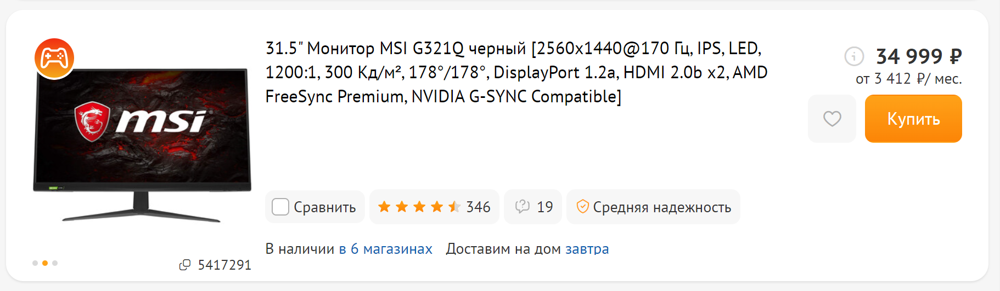 31.5" Монитор MSI G321Q черный [2560x1440@170 Гц, IPS, LED,
1200:1, 300 Кд/м², 178°/178°, DisplayPort 1.2a, HDMI 2.0b x2, AMD
FreeSync Premium, NVIDIA G-SYNC Compatible]
34 999 ₽
от 3 412 ₽/ мес.
Купить
msi
Сравнить
346
19
Средняя надежность
В наличии в 6 магазинах Доставим на дом завтра
5417291